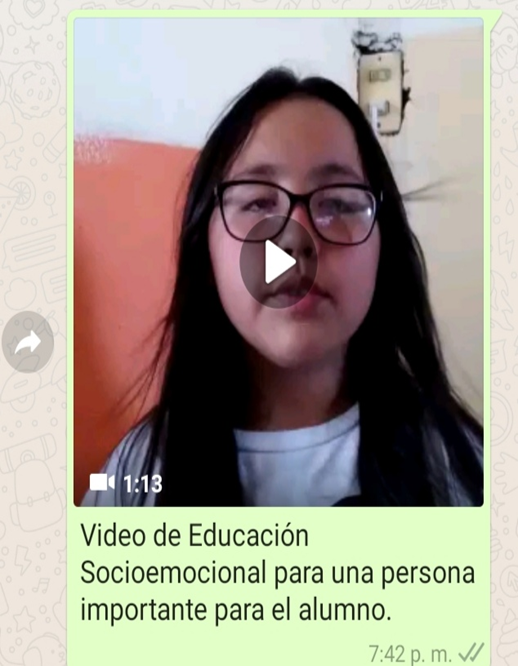 1:13
Video de Educación
Socioemocional para una persona
importante para el alumno.
7:42 p. m.